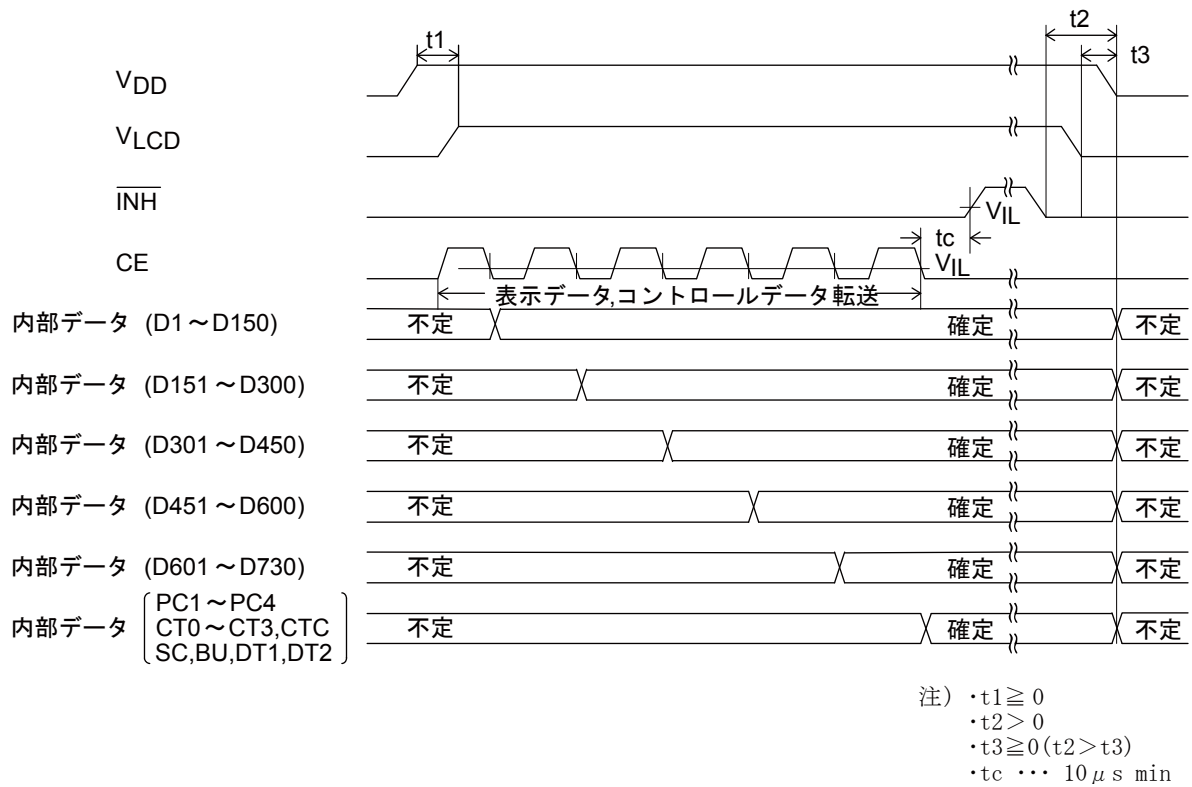 t1
t2
t3
VDD
VLCD
INH
VIL
tc
CE
VIL
表示データ,コントロールデータ転送
内部データ (D1～D150)
不定
確定
不定
内部データ (D151～D300)
不定
確定
不定
内部データ (D301～D450)
不定
確定
不定
内部データ (D451～D600)
不定
確定
不定
内部データ (D601～D730)
不定
確定
不定
内部データ
PC1～PC4
CT0～CT3,CTC
SC,BU,DT1,DT2
不定
確定
不定
注) ・t1≧0
・t2＞0
・t3≧0(t2＞t3)
・tc ・・・ 10μs min